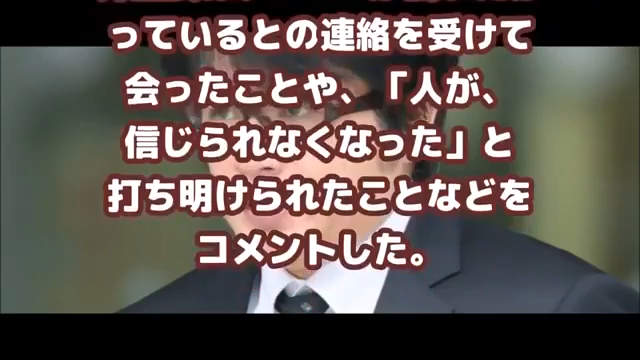 っているとの連絡を受けて
会ったことや、「人が、
信じられなくなった」と
打ち明けられたことなどを
コメントした。